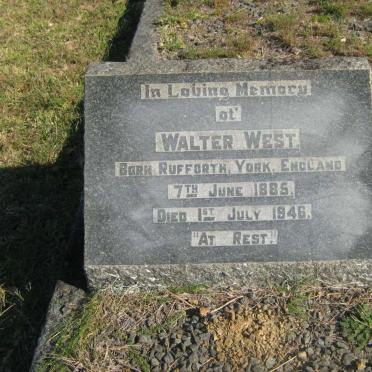 In Loving Memory
of
Walter West.
Born Rufforth, York, England
7th June 1885.
Died 1st July 1946.
"At Rest."